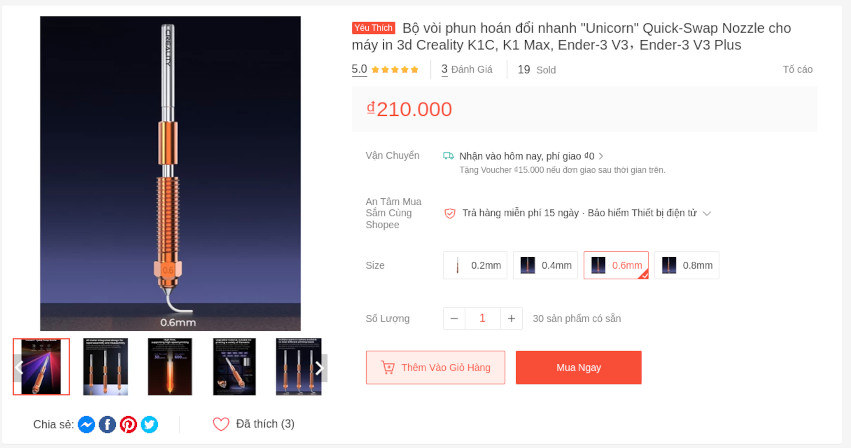 CREALITY
0.6
0.6mm
Chia sẻ:
Đã thích (3)
Yêu Thích Bộ vòi phun hoán đổi nhanh "Unicorn" Quick-Swap Nozzle cho
máy in 3d Creality K1C, K1 Max, Ender-3 V3, Ender-3 V3 Plus
5.0 3 Đánh Giá 19 Sold Tố cáo
₫210.000
Vận Chuyển Nhận vào hôm nay, phí giao ₫0
Tặng Voucher ₫15.000 nếu đơn giao sau thời gian trên.
An Tâm Mua
Sắm Cùng
Shopee
Trả hàng miễn phí 15 ngày · Bảo hiểm Thiết bị điện tử
Size 0.2mm 0.4mm 0.6mm 0.8mm
Số Lượng 1 30 sản phẩm có sẵn
Thêm Vào Giỏ Hàng Mua Ngay